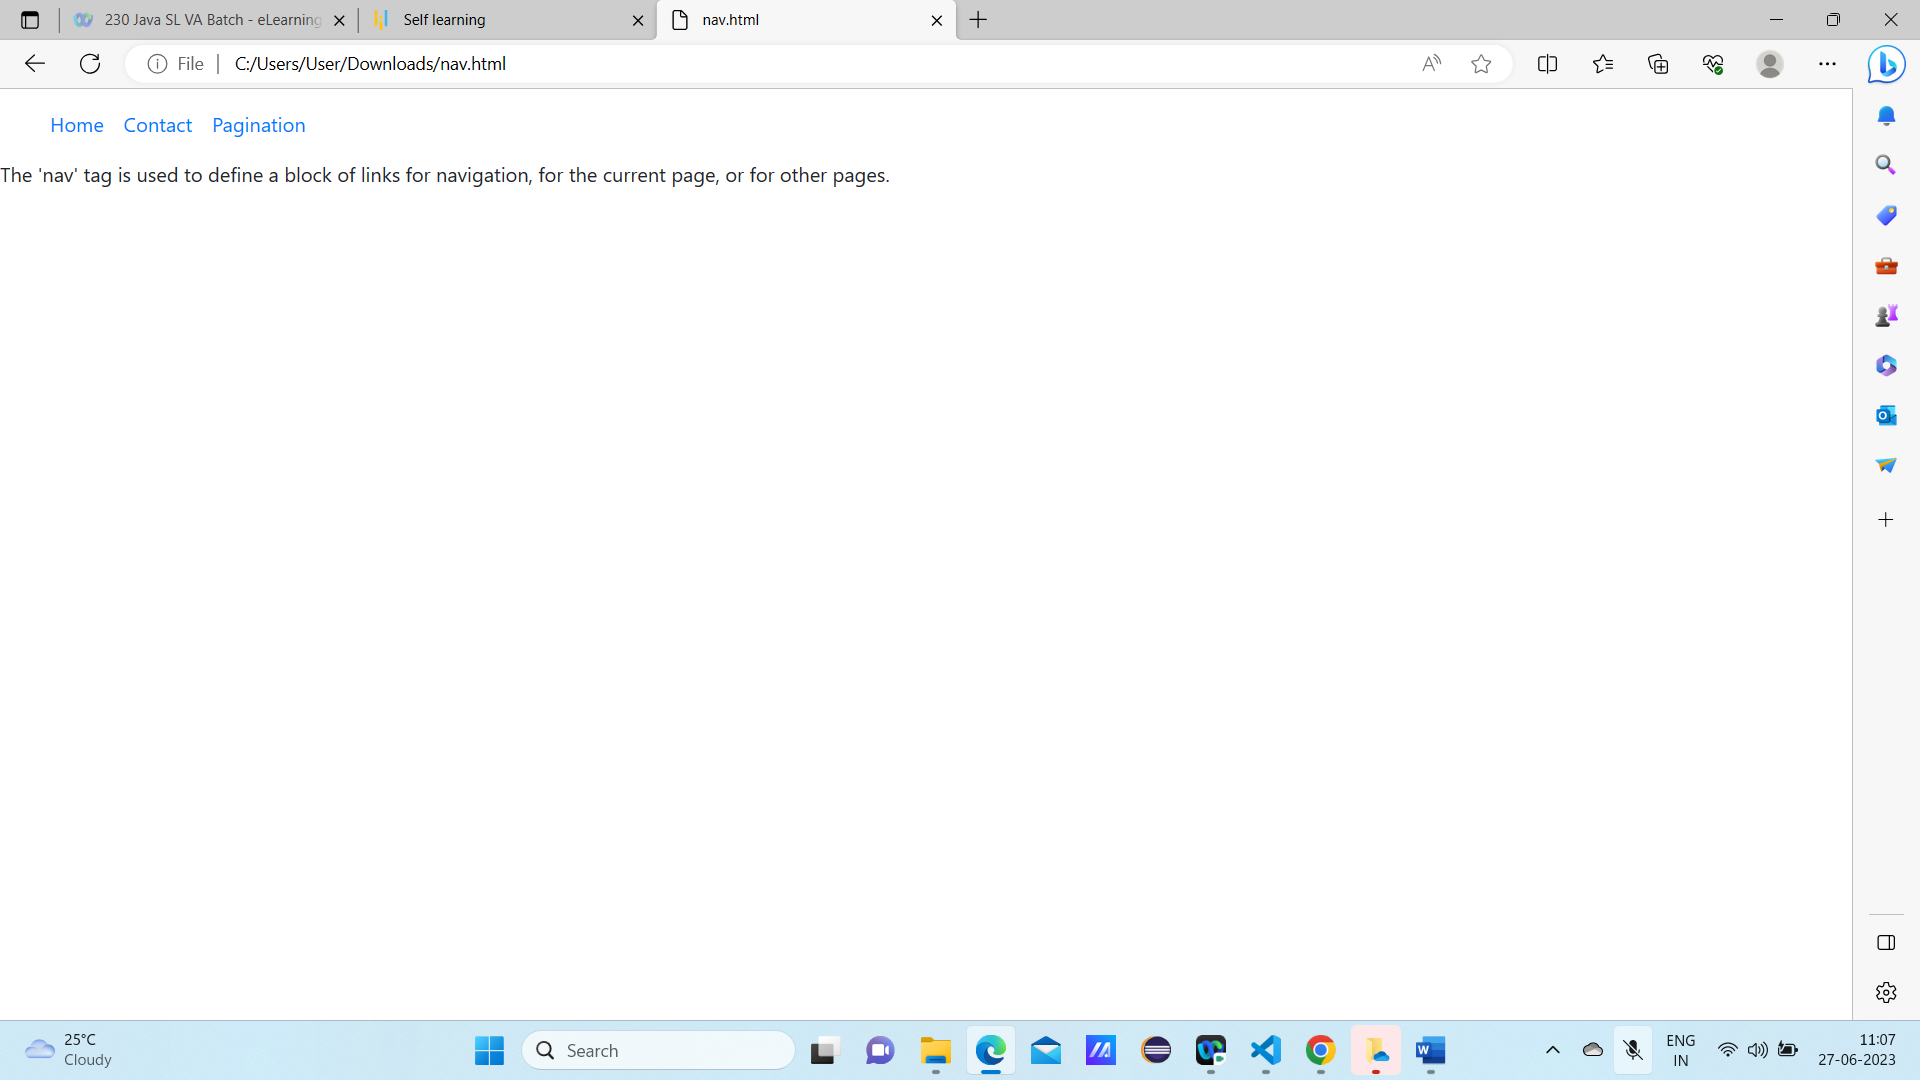 230 Java SL VA Batch - eLearning
Self learning
nav.html
File
C:/Users/User/Downloads/nav.html
Home Contact Pagination
The 'nav' tag is used to define a block of links for navigation, for the current page, or for other pages.
25°C
Cloudy
Search
ENG
IN
11:07
27-06-2023